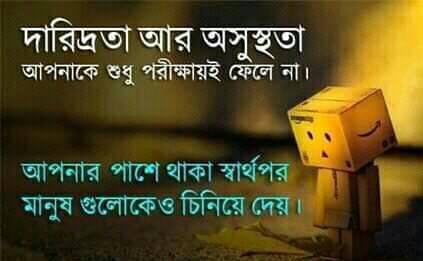 দারিদ্রতা আর অসুস্থতা
আপনাকে শুধু পরীক্ষায়ই ফেলে না।
আপনার পাশে থাকা স্বার্থপর
মানুষ গুলোকেও চিনিয়ে দেয়।